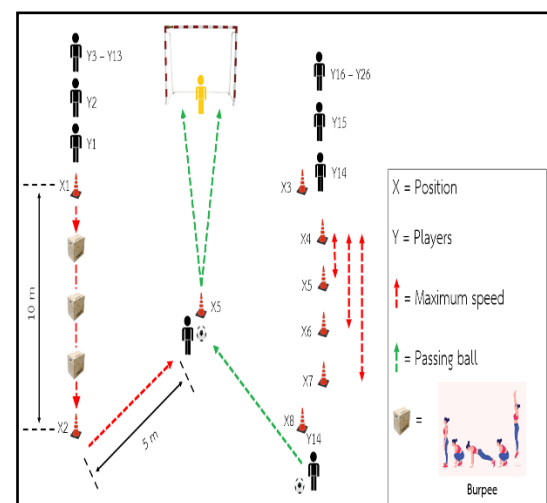 Y3 – Y13
Y2
Y1
X1
10 m
X2
5 m
X5
Y16 – Y26
Y15
Y14
X3
X4
X5
X6
X7
X8
Y14
X = Position
Y = Players
= Maximum speed
= Passing ball
=
Burpee